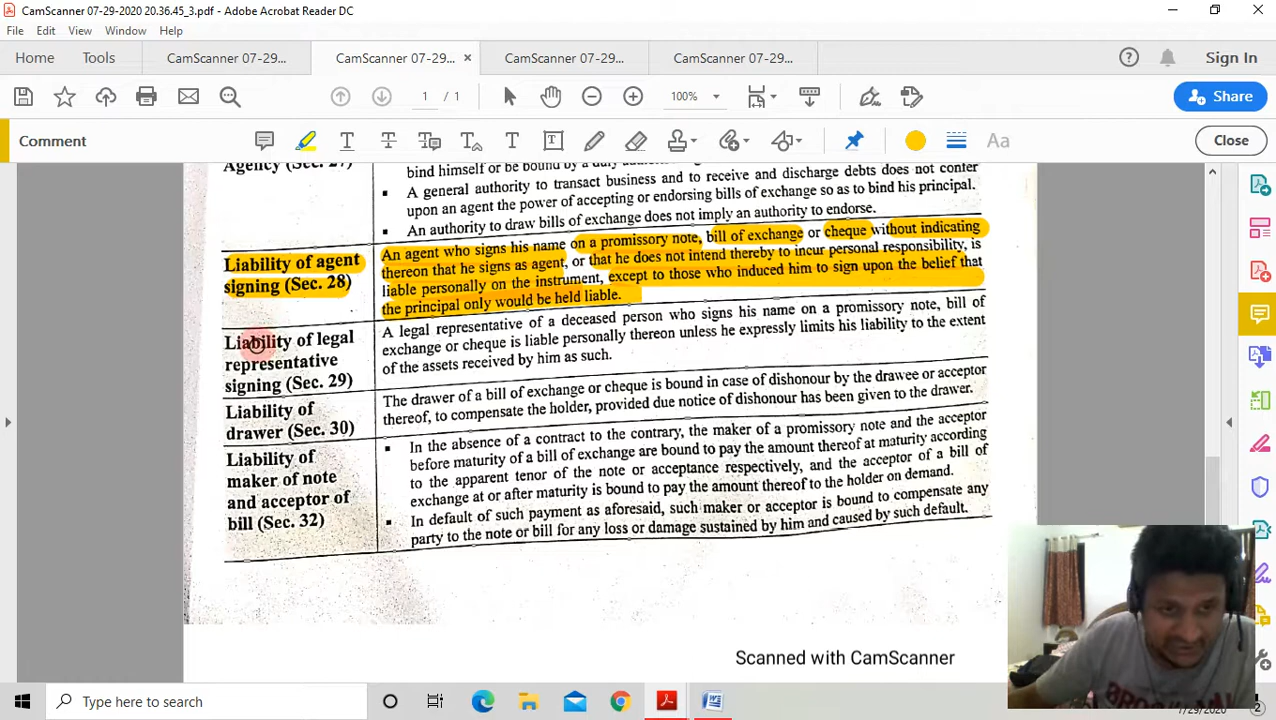 CamScanner 07-29-2020 20.36.45_3.pdf - Adobe Acrobat Reader DC
File Edit View Window Help
Home Tools CamScanner 07-29... CamScanner 07-29... × CamScanner 07-29... CamScanner 07-29... Sign In
1 / 1 100% Share
Comment Close
Agency (Sec. 27)
bind himself or be bound by a duly
▪ A general authority to transact business and to receive and discharge debts does not confer
upon an agent the power of accepting or endorsing bills of exchange so as to bind his principal.
▪ An authority to draw bills of exchange does not imply an authority to endorse.
Liability of agent
signing (Sec. 28)
An agent who signs his name on a promissory note, bill of exchange or cheque without indicating
thereon that he signs as agent, or that he does not intend thereby to incur personal responsibility, is
liable personally on the instrument, except to those who induced him to sign upon the belief that
the principal only would be held liable.
Liability of legal
representative
signing (Sec. 29)
A legal representative of a deceased person who signs his name on a promissory note, bill of
exchange or cheque is liable personally thereon unless he expressly limits his liability to the extent
of the assets received by him as such.
Liability of
drawer (Sec. 30)
The drawer of a bill of exchange or cheque is bound in case of dishonour by the drawee or acceptor
thereof, to compensate the holder, provided due notice of dishonour has been given to the drawer.
Liability of
maker of note
and acceptor of
bill (Sec. 32)
▪ In the absence of a contract to the contrary, the maker of a promissory note and the acceptor
before maturity of a bill of exchange are bound to pay the amount thereof at maturity according
to the apparent tenor of the note or acceptance respectively, and the acceptor of a bill of
exchange at or after maturity is bound to pay the amount thereof to the holder on demand.
▪ In default of such payment as aforesaid, such maker or acceptor is bound to compensate any
party to the note or bill for any loss or damage sustained by him and caused by such default.
Scanned with CamScanner
Type here to search
7/29/2020 2